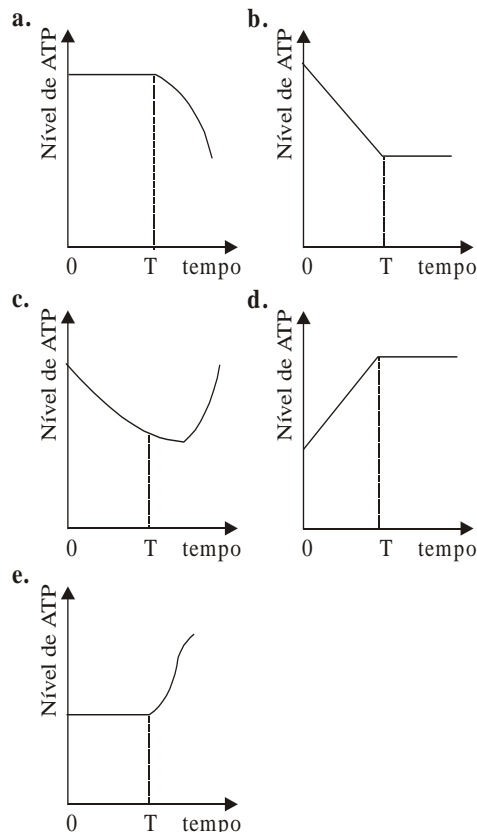 a.
Nível de ATP
0 T tempo
b.
Nível de ATP
0 T tempo
c.
Nível de ATP
0 T tempo
d.
Nível de ATP
0 T tempo
e.
Nível de ATP
0 T tempo